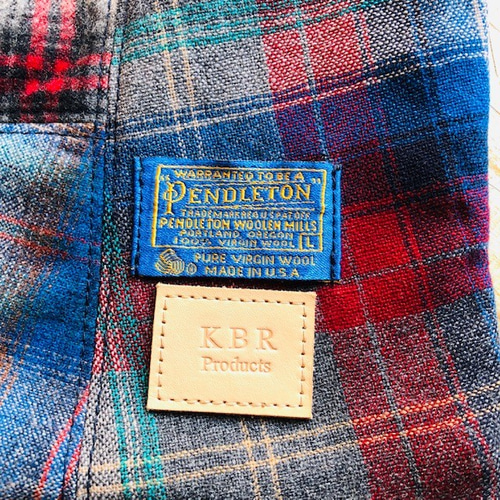 "WARRANTED TO BE A
PENDLETON"
TRADEMARK REG U.S. PAT. OFF.
PENDLETON WOOLEN MILLS
PORTLAND, OREGON
100% VIRGIN WOOL L
PURE VIRGIN WOOL
MADE IN U.S.A
KBR
Products